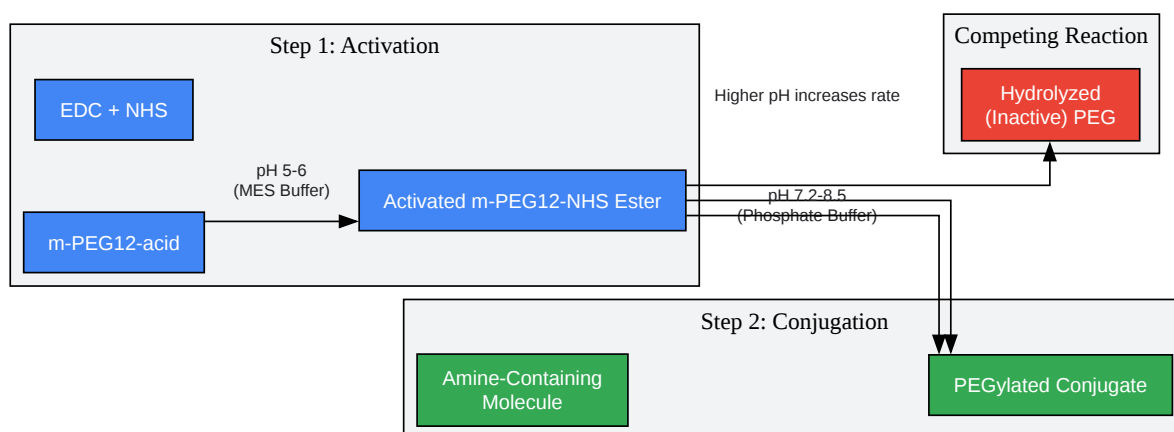 Step 1: Activation
EDC + NHS
m-PEG12-acid
pH 5-6
(MES Buffer)
Activated m-PEG12-NHS Ester
Higher pH increases rate
Competing Reaction
Hydrolyzed
(Inactive) PEG
pH 7.2-8.5
(Phosphate Buffer)
Step 2: Conjugation
Amine-Containing
Molecule
PEGylated Conjugate